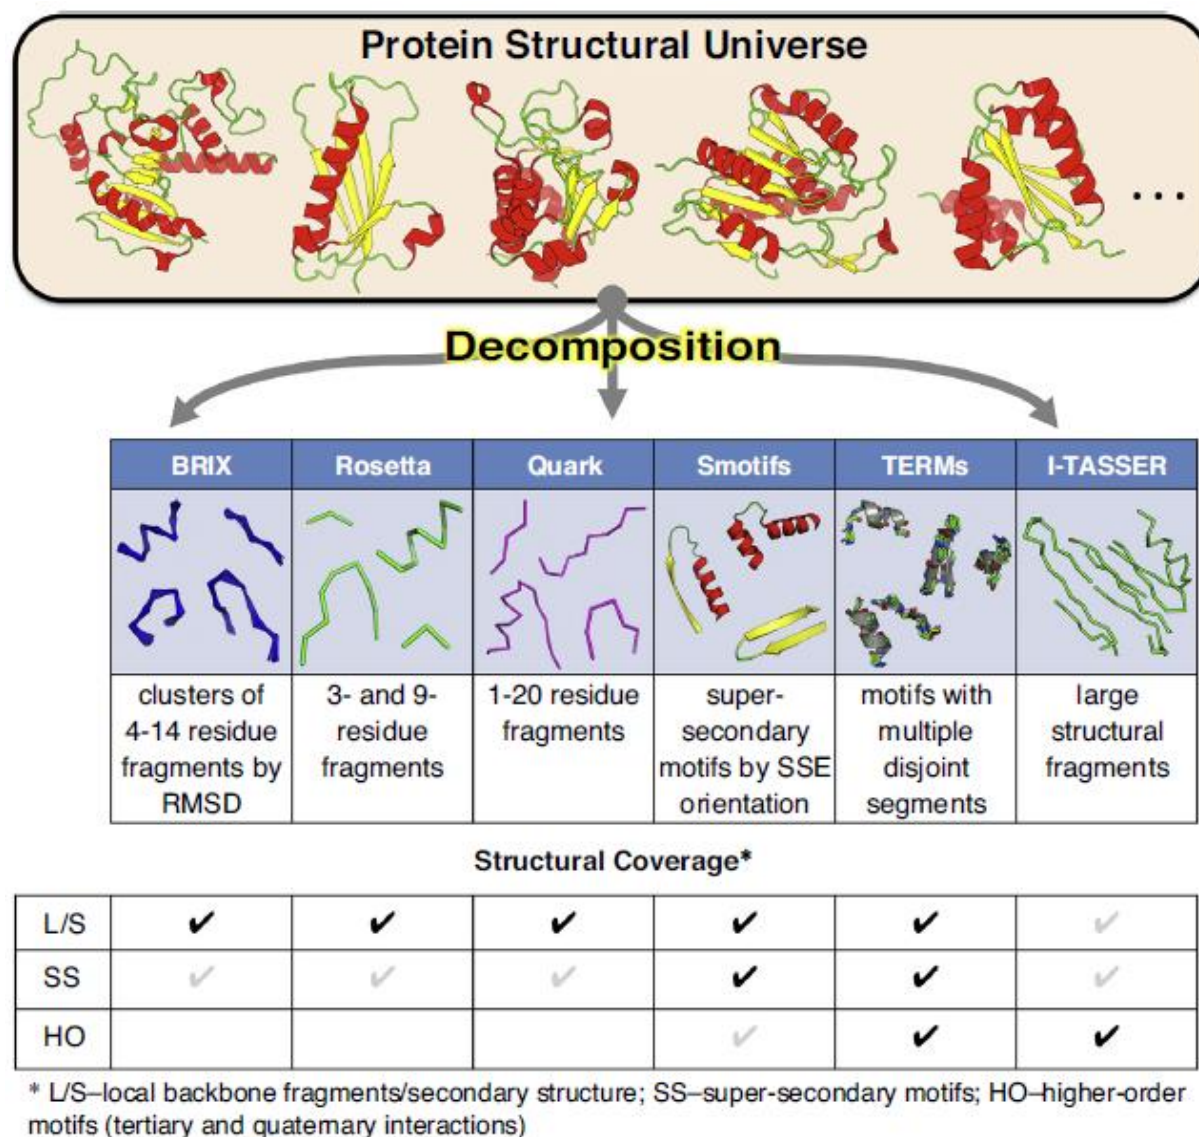 Protein Structural Universe
...
Decomposition
BRIX Rosetta Quark Smotifs TERMs I-TASSER
clusters of 4-14 residue fragments by RMSD
3- and 9- residue fragments
1-20 residue fragments
super- secondary motifs by SSE orientation
motifs with multiple disjoint segments
large structural fragments
Structural Coverage*
L/S ✔ ✔ ✔ ✔ ✔ ✔
SS ✔ ✔ ✔ ✔ ✔ ✔
HO ✔ ✔ ✔
* L/S–local backbone fragments/secondary structure; SS–super-secondary motifs; HO–higher-order
motifs (tertiary and quaternary interactions)